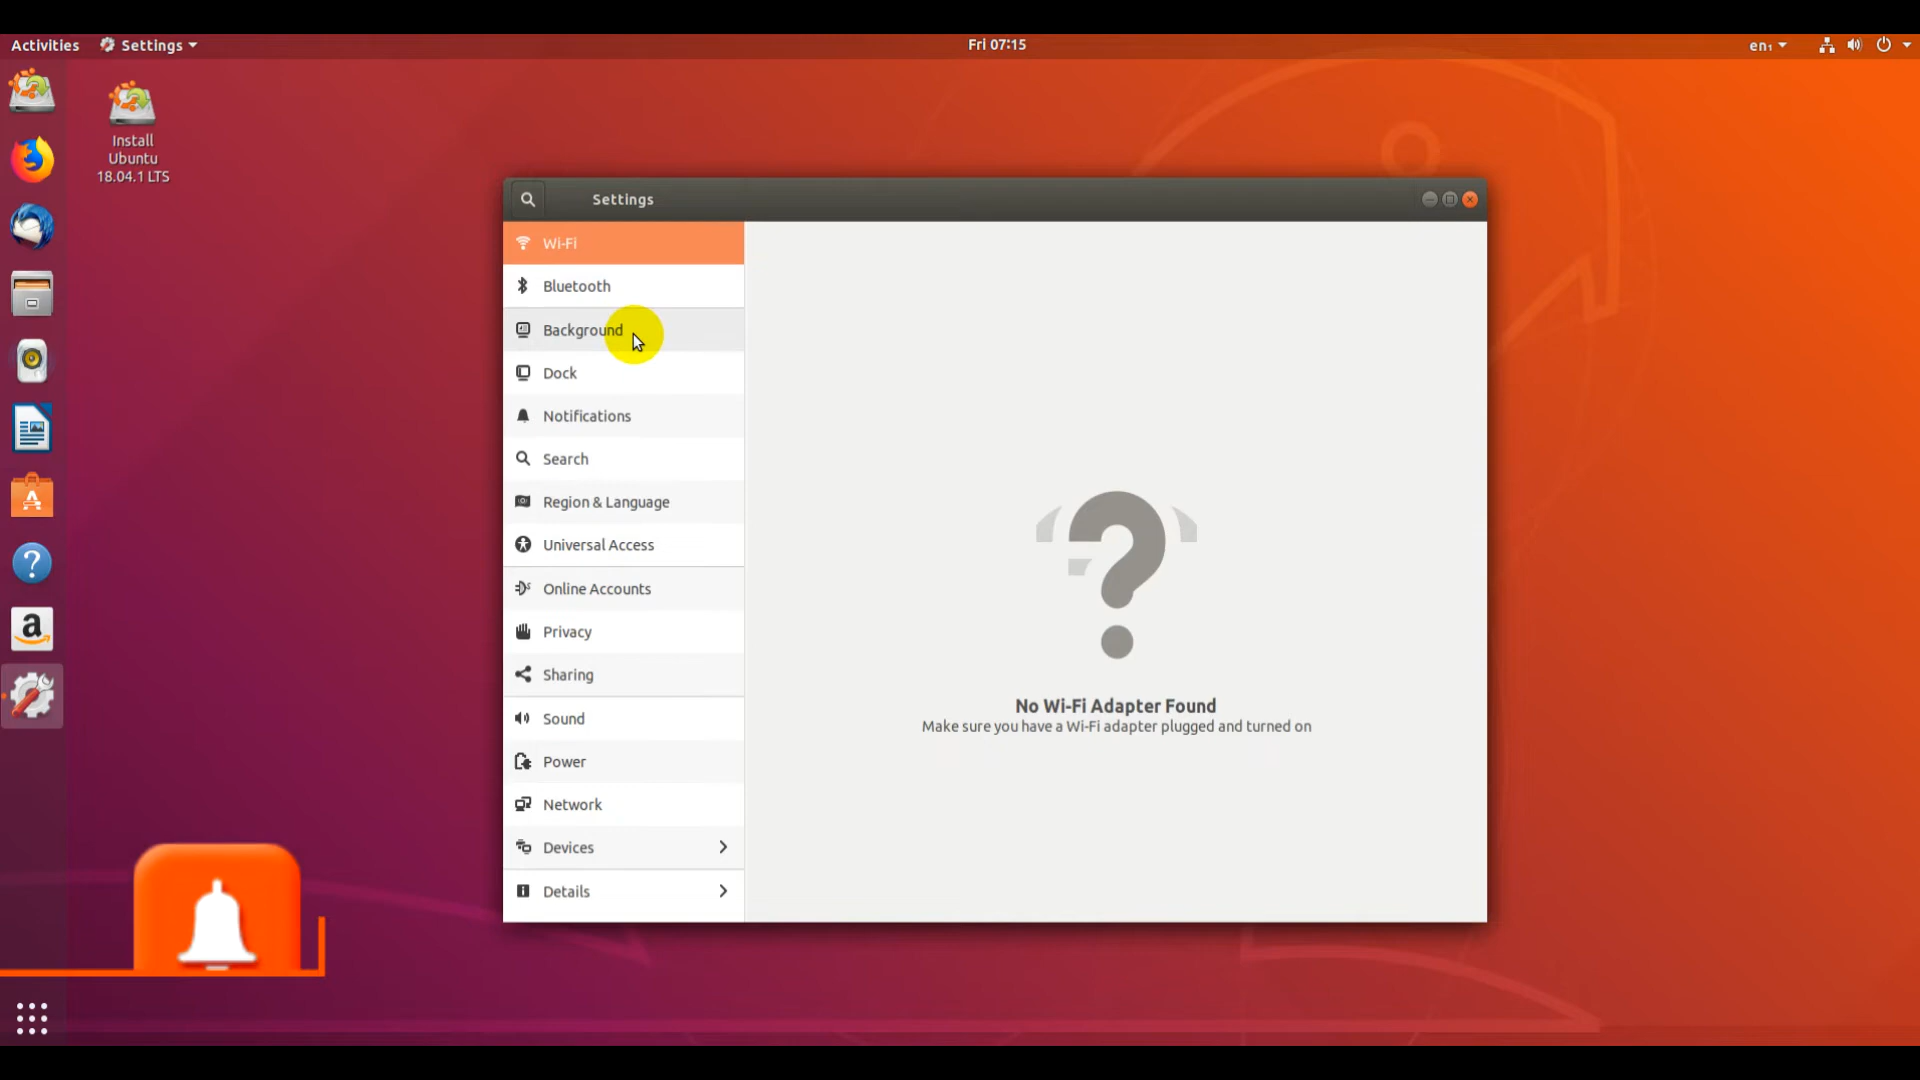 Activities
Settings
Fri 07:15
en₁
Install
Ubuntu
18.04.1 LTS
Settings
Wi-Fi
Bluetooth
Background
Dock
Notifications
Search
Region & Language
Universal Access
Online Accounts
Privacy
Sharing
Sound
Power
Network
Devices
Details
No Wi-Fi Adapter Found
Make sure you have a Wi-Fi adapter plugged and turned on